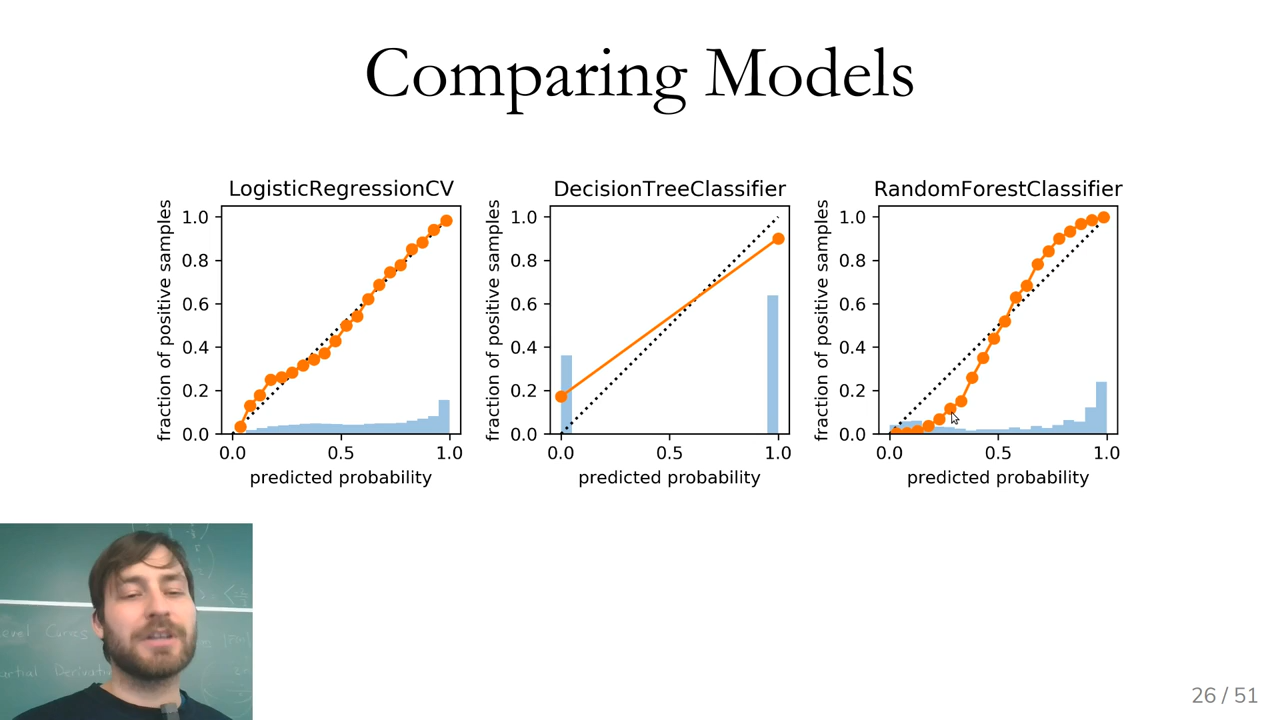 Comparing Models
LogisticRegressionCV
fraction of positive samples
1.0
0.8
0.6
0.4
0.2
0.0
0.0 0.5 1.0
predicted probability
DecisionTreeClassifier
fraction of positive samples
1.0
0.8
0.6
0.4
0.2
0.0
0.0 0.5 1.0
predicted probability
RandomForestClassifier
fraction of positive samples
1.0
0.8
0.6
0.4
0.2
0.0
0.0 0.5 1.0
predicted probability
Curves
26 / 51